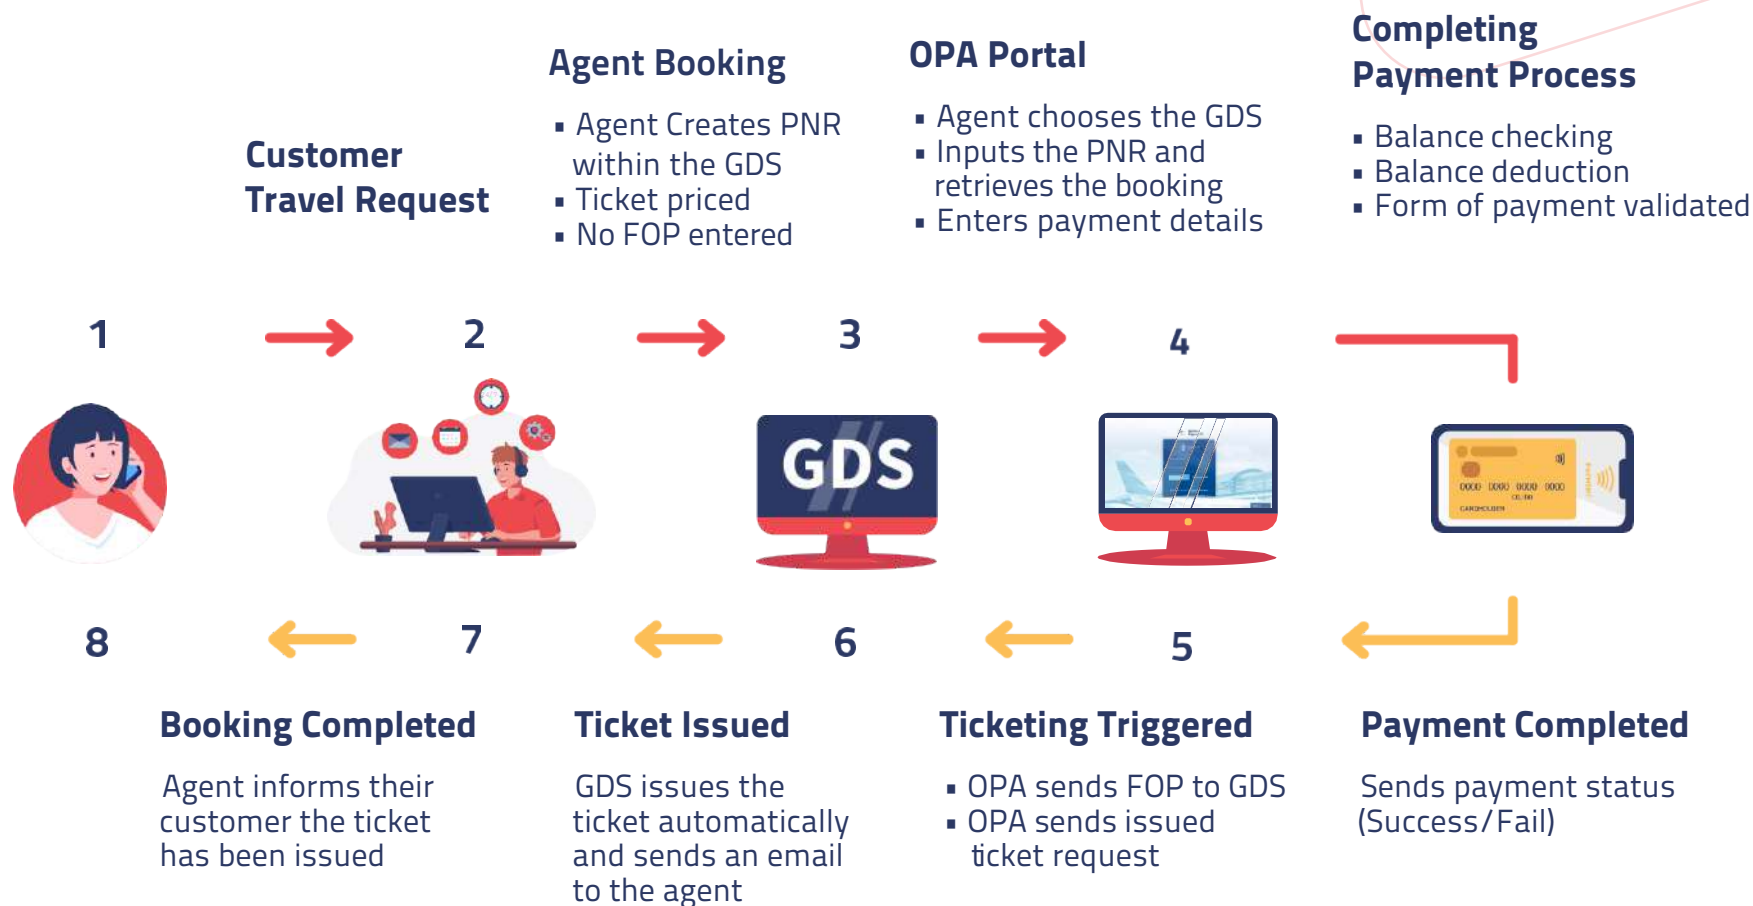 Customer
Travel Request
Agent Booking
▪ Agent Creates PNR
within the GDS
▪ Ticket priced
▪ No FOP entered
OPA Portal
▪ Agent chooses the GDS
▪ Inputs the PNR and
retrieves the booking
▪ Enters payment details
Completing
Payment Process
▪ Balance checking
▪ Balance deduction
▪ Form of payment validated
1
2
3
4
GDS
0000 0000 0000 0000
CARDHOLDER
8
7
6
5
Booking Completed
Agent informs their
customer the ticket
has been issued
Ticket Issued
GDS issues the
ticket automatically
and sends an email
to the agent
Ticketing Triggered
▪ OPA sends FOP to GDS
▪ OPA sends issued
ticket request
Payment Completed
Sends payment status
(Success/Fail)